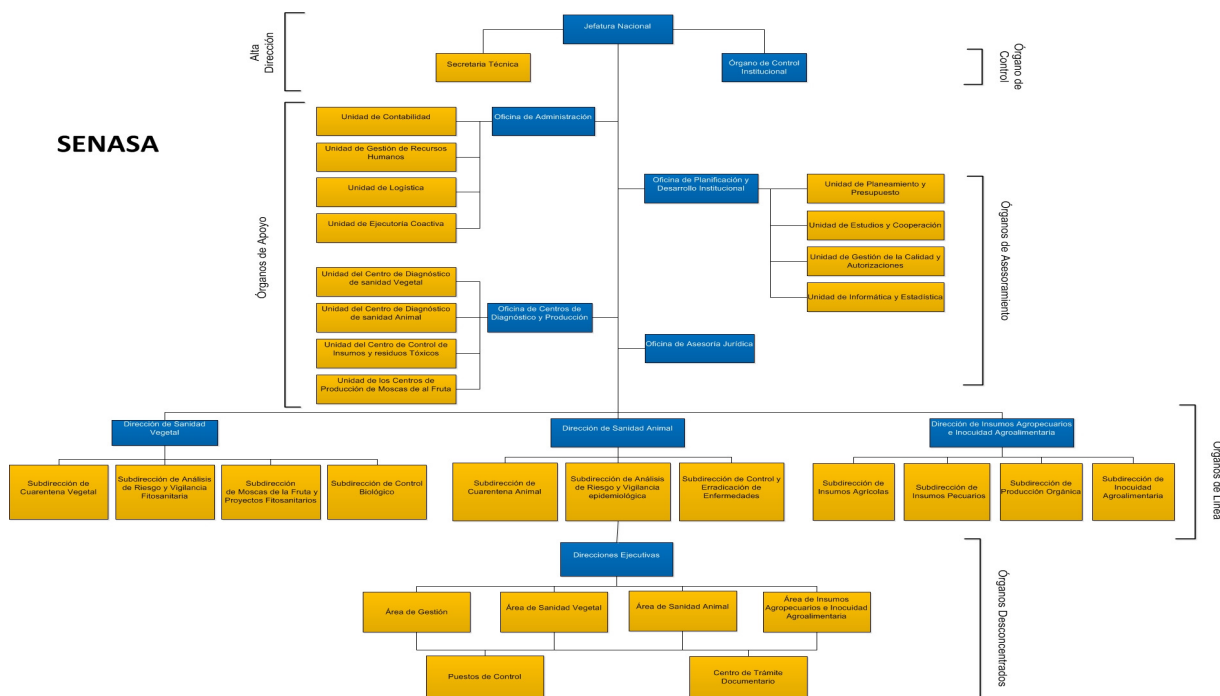 Jefatura Nacional
Alta
Dirección
Secretaria Técnica
Órgano de Control
Institucional
Órgano de
Control
SENASA
Órganos de Apoyo
Unidad de Contabilidad
Oficina de Administración
Unidad de Gestión de Recursos
Humanos
Unidad de Logística
Unidad de Ejecutoría Coactiva
Oficina de Planificación y
Desarrollo Institucional
Unidad de Planeamiento y
Presupuesto
Unidad de Estudios y Cooperación
Unidad de Gestión de la Calidad y
Autorizaciones
Unidad de Informática y Estadística
Órganos de Asesoramiento
Unidad del Centro de Diagnóstico
de sanidad Vegetal
Unidad del Centro de Diagnóstico
de sanidad Animal
Oficina de Centros de
Diagnóstico y Producción
Unidad del Centro de Control de
Insumos y residuos Tóxicos
Unidad de los Centros de
Producción de Moscas de al Fruta
Oficina de Asesoría Jurídica
Dirección de Sanidad
Vegetal
Dirección de Sanidad Animal
Dirección de Insumos Agropecuarios
e Inocuidad Agroalimentaria
Órganos de Línea
Subdirección de
Cuarentena Vegetal
Subdirección de Análisis
de Riesgo y Vigilancia
Fitosanitaria
Subdirección
de Moscas de la Fruta y
Proyectos Fitosanitarios
Subdirección de Control
Biológico
Subdirección de
Cuarentena Animal
Subdirección de Análisis
de Riesgo y Vigilancia
epidemiológica
Subdirección de Control y
Erradicación de
Enfermedades
Subdirección de
Insumos Agrícolas
Subdirección de
Insumos Pecuarios
Subdirección de
Producción Orgánica
Subdirección de
Inocuidad
Agroalimentaria
Direcciones Ejecutivas
Área de Gestión
Área de Sanidad Vegetal
Área de Sanidad Animal
Área de Insumos
Agropecuarios e Inocuidad
Agroalimentaria
Puestos de Control
Centro de Trámite
Documentario
Órganos Desconcentrados